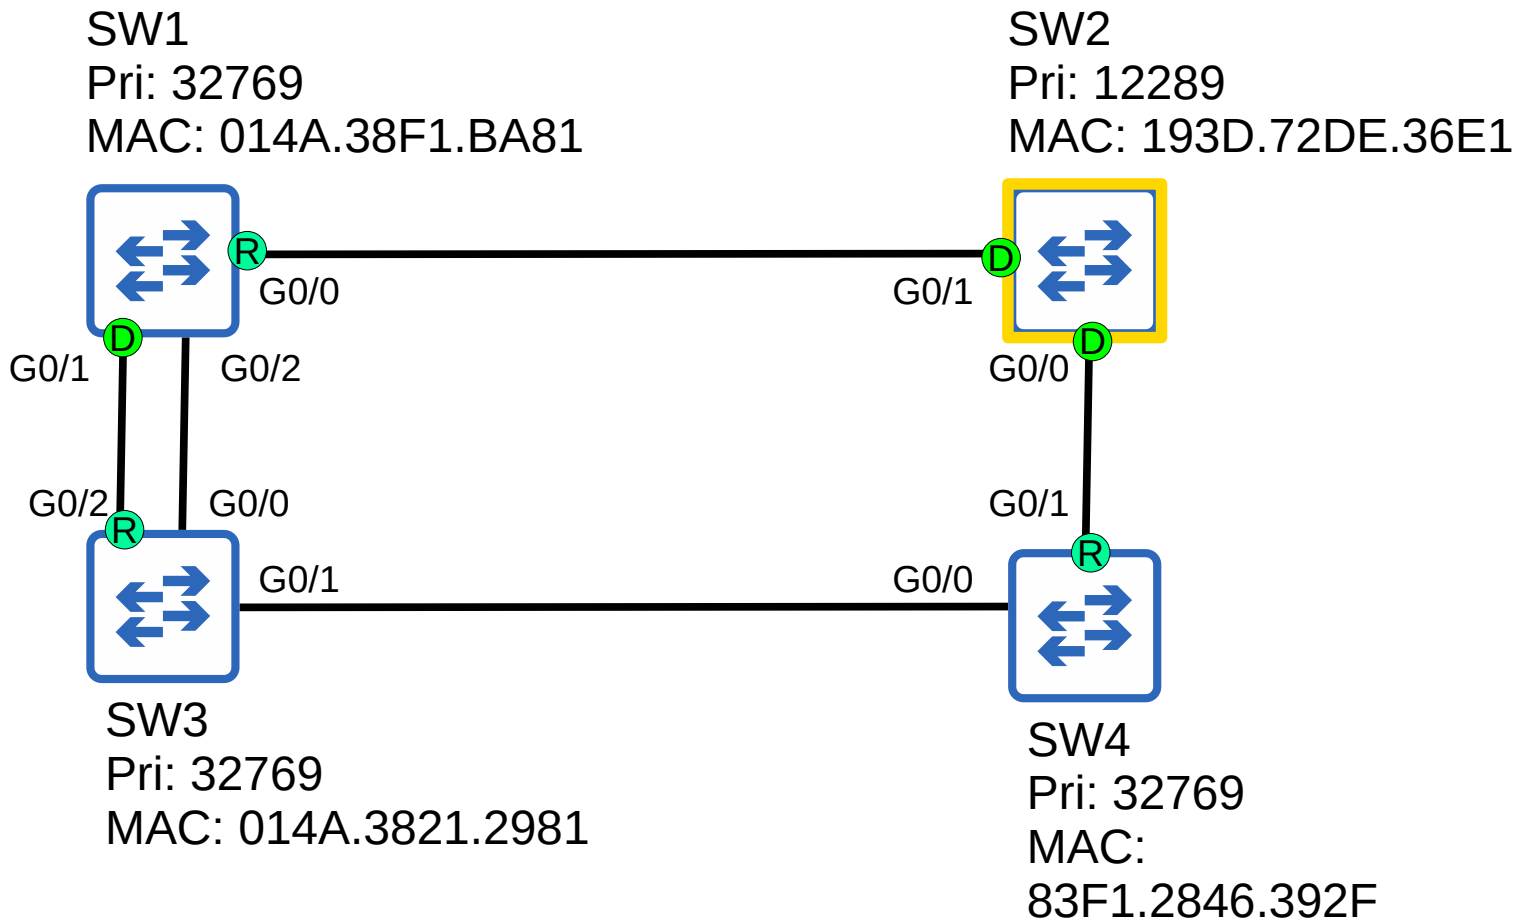 SW1
Pri: 32769
MAC: 014A.38F1.BA81
SW2
Pri: 12289
MAC: 193D.72DE.36E1
R
G0/0
G0/1
D
D
G0/1
G0/2
D
G0/0
G0/2
G0/0
R
G0/1
R
G0/1
G0/0
SW3
Pri: 32769
MAC: 014A.3821.2981
SW4
Pri: 32769
MAC:
83F1.2846.392F